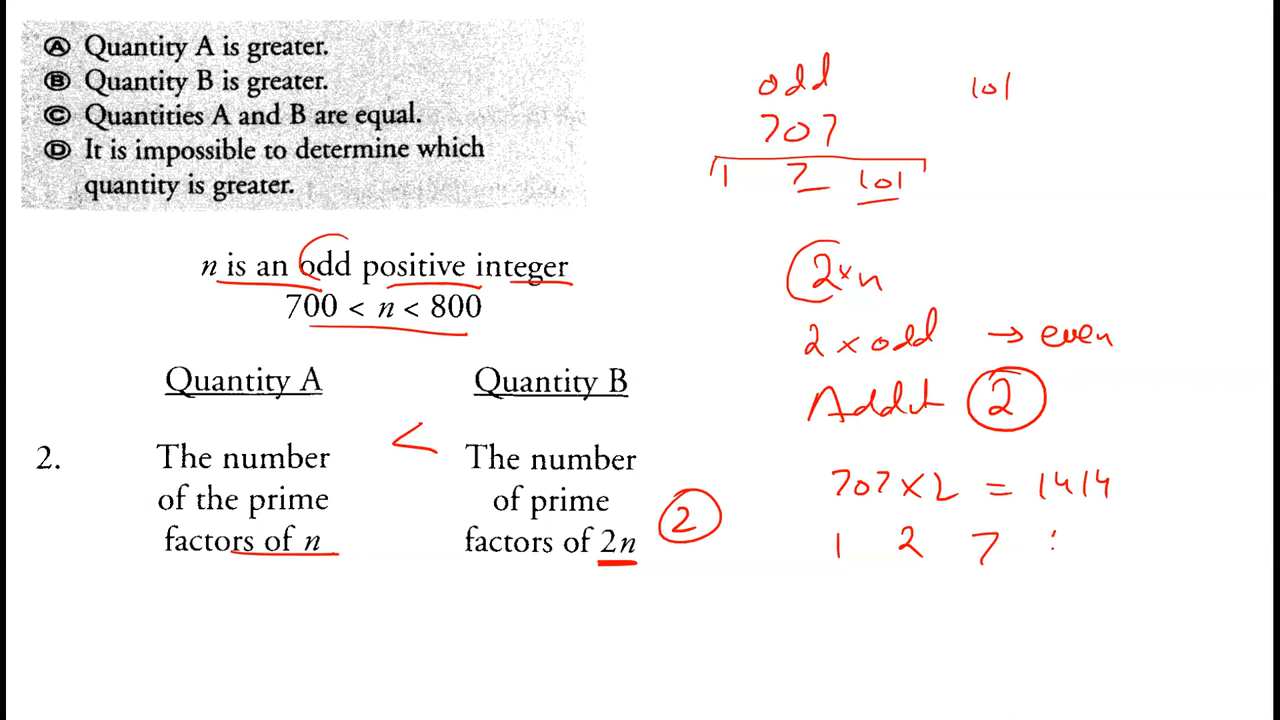 Ⓐ Quantity A is greater.
Ⓑ Quantity B is greater.
Ⓒ Quantities A and B are equal.
Ⓓ It is impossible to determine which
quantity is greater.
n is an odd positive integer
700 < n < 800
Quantity A
Quantity B
<
2.
The number
of the prime
factors of n
The number
of prime
factors of 2n
2
odd
101
707
1 7 101
2×n
2 × odd → even
2
707 × 2 = 1414
1 2 7 :